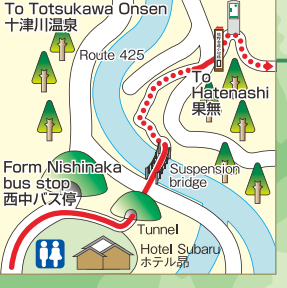 To Totsukawa Onsen
十津川温泉
Route 425
To
Hatenashi
果無
Form Nishinaka
bus stop
西中バス停
Suspension
bridge
Tunnel
Hotel Subaru
ホテル昴